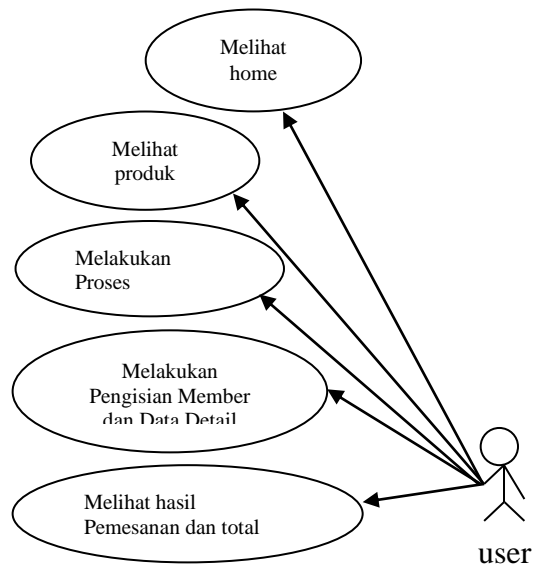 Melihat
home
Melihat
produk
Melakukan
Proses
Melakukan
Pengisian Member
dan Data Detail
Melihat hasil
Pemesanan dan total
user